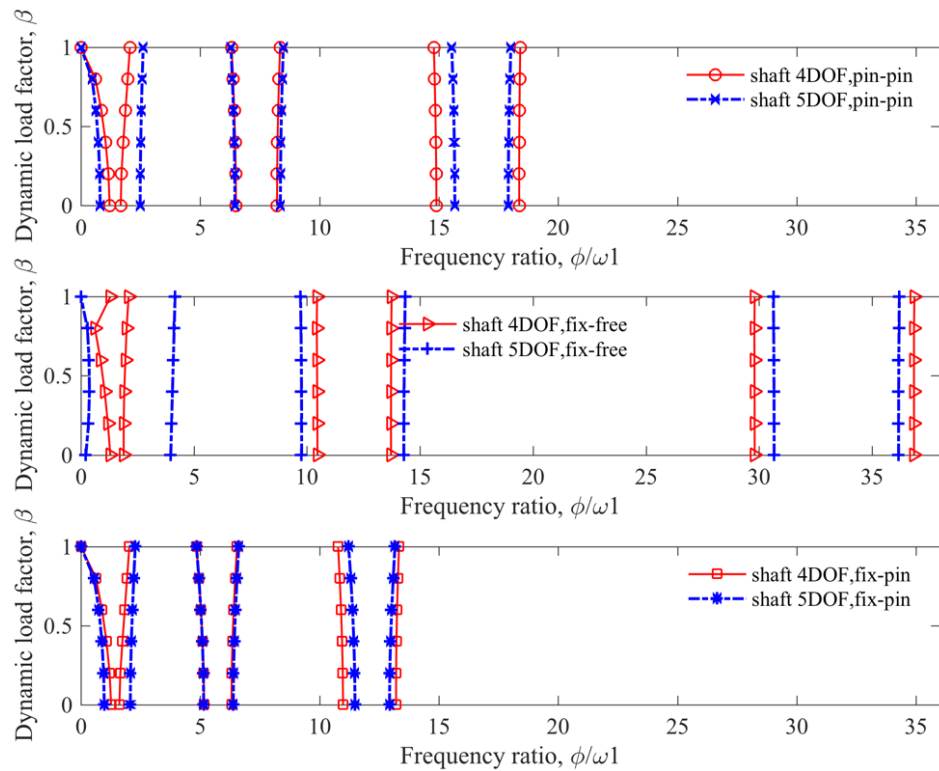 Dynamic load factor, β
1
0.5
0
0 5 10 15 20 25 30 35
Frequency ratio, ϕ/ω1
shaft 4DOF,pin-pin
shaft 5DOF,pin-pin
Dynamic load factor, β
1
0.5
0
0 5 10 15 20 25 30 35
Frequency ratio, ϕ/ω1
shaft 4DOF,fix-free
shaft 5DOF,fix-free
Dynamic load factor, β
1
0.5
0
0 5 10 15 20 25 30 35
Frequency ratio, ϕ/ω1
shaft 4DOF,fix-pin
shaft 5DOF,fix-pin